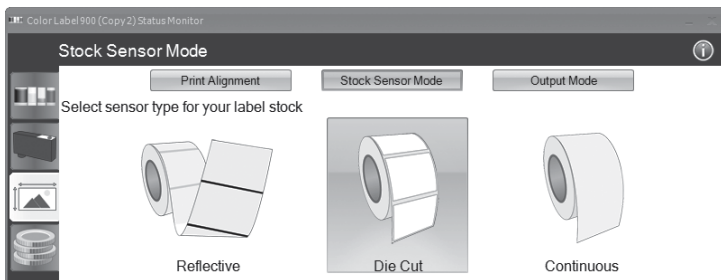 Color Label 900 (Copy 2) Status Monitor
Stock Sensor Mode
Print Alignment Stock Sensor Mode Output Mode
Select sensor type for your label stock
Reflective Die Cut Continuous